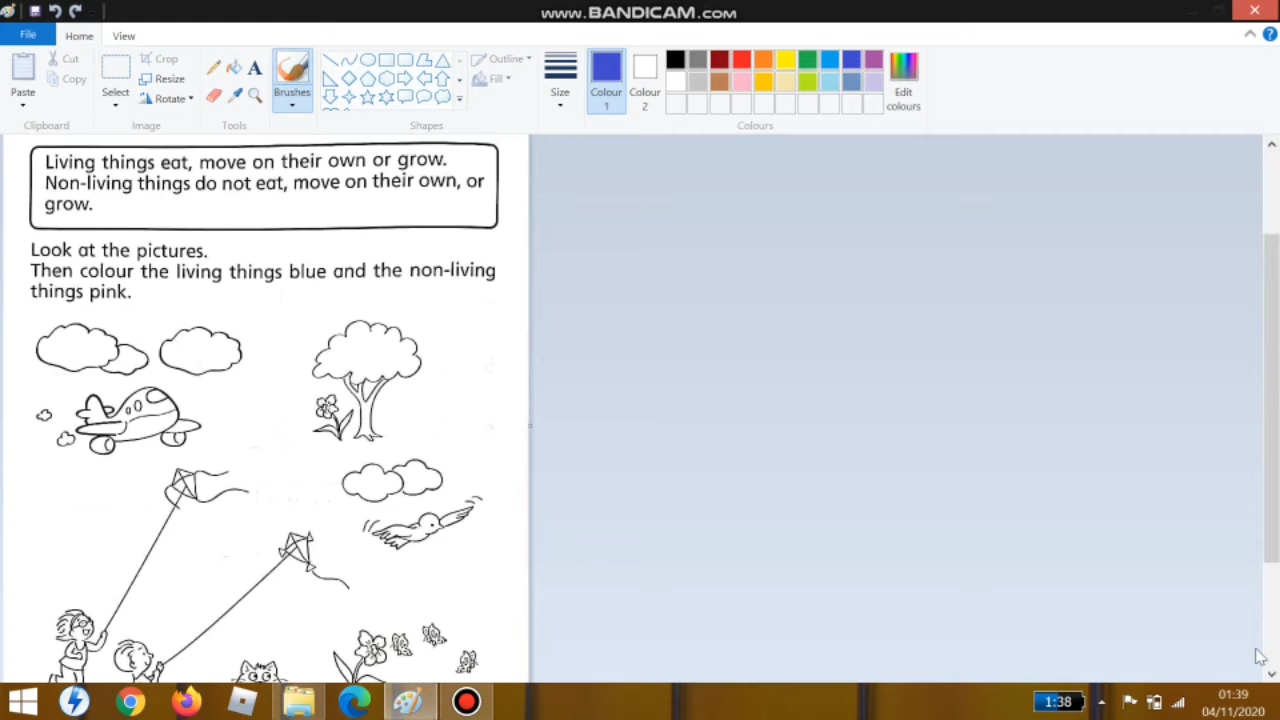 www.BANDICAM.com
File
Home
View
Paste
Cut
Copy
Clipboard
Select
Crop
Resize
Rotate
Image
A
Tools
Brushes
Outline
Fill
Shapes
Size
Colour 1
Colour 2
Edit colours
Colours
Living things eat, move on their own or grow.
Non-living things do not eat, move on their own, or
grow.
Look at the pictures.
Then colour the living things blue and the non-living
things pink.
1:38
01:39
04/11/2020